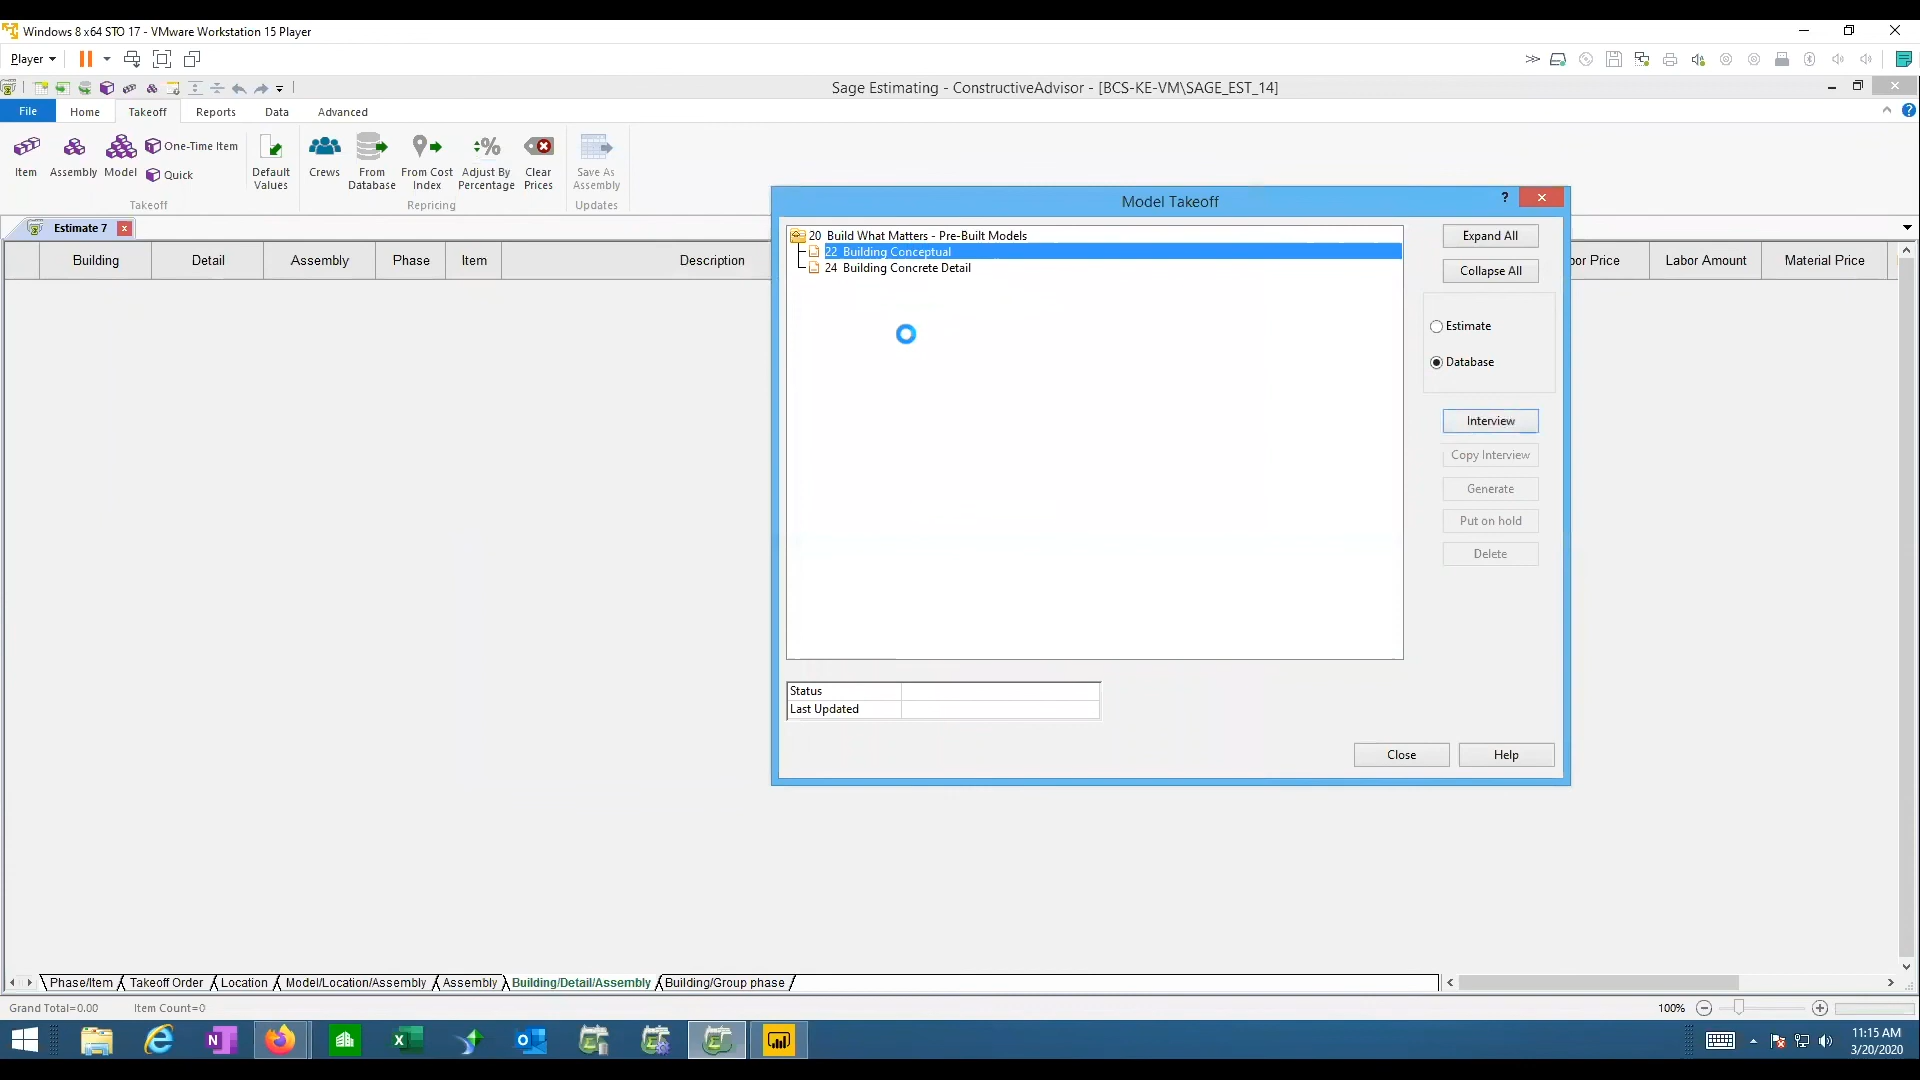 Windows 8 x64 STO 17 - VMware Workstation 15 Player
Player
Sage Estimating - ConstructiveAdvisor - [BCS-KE-VM\SAGE_EST_14]
File Home Takeoff Reports Data Advanced
Item Assembly Model One-Time Item Quick Default Values Crews From Database From Cost Index Adjust By Percentage Clear Prices Save As Assembly
Takeoff Repricing Updates
Estimate 7
Building Detail Assembly Phase Item Description bor Price Labor Amount Material Price
Model Takeoff
20 Build What Matters - Pre-Built Models
22 Building Conceptual
24 Building Concrete Detail
Expand All
Collapse All
Estimate
Database
Interview
Copy Interview
Generate
Put on hold
Delete
Status
Last Updated
Close Help
Phase/Item Takeoff Order Location Model/Location/Assembly Assembly Building/Detail/Assembly Building/Group phase
Grand Total=0.00 Item Count=0 100%
11:15 AM
3/20/2020